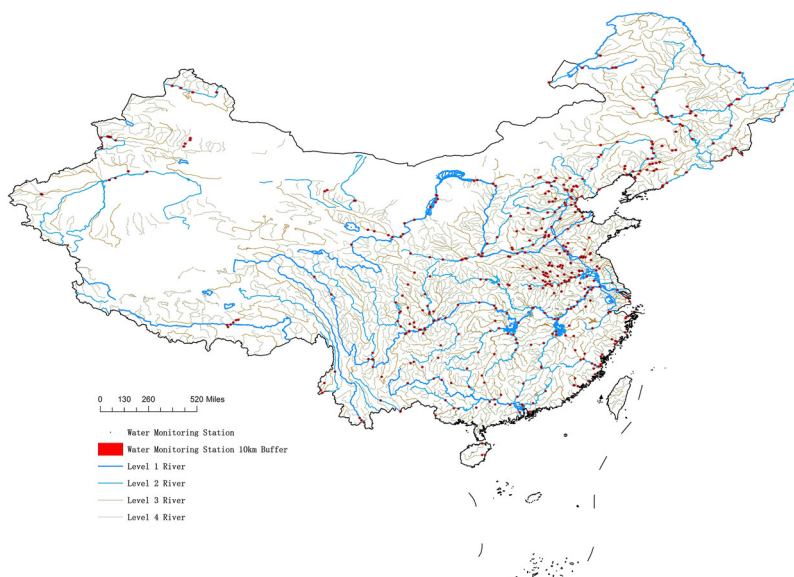 0 130 260 520 Miles
Water Monitoring Station
Water Monitoring Station 10km Buffer
Level 1 River
Level 2 River
Level 3 River
Level 4 River